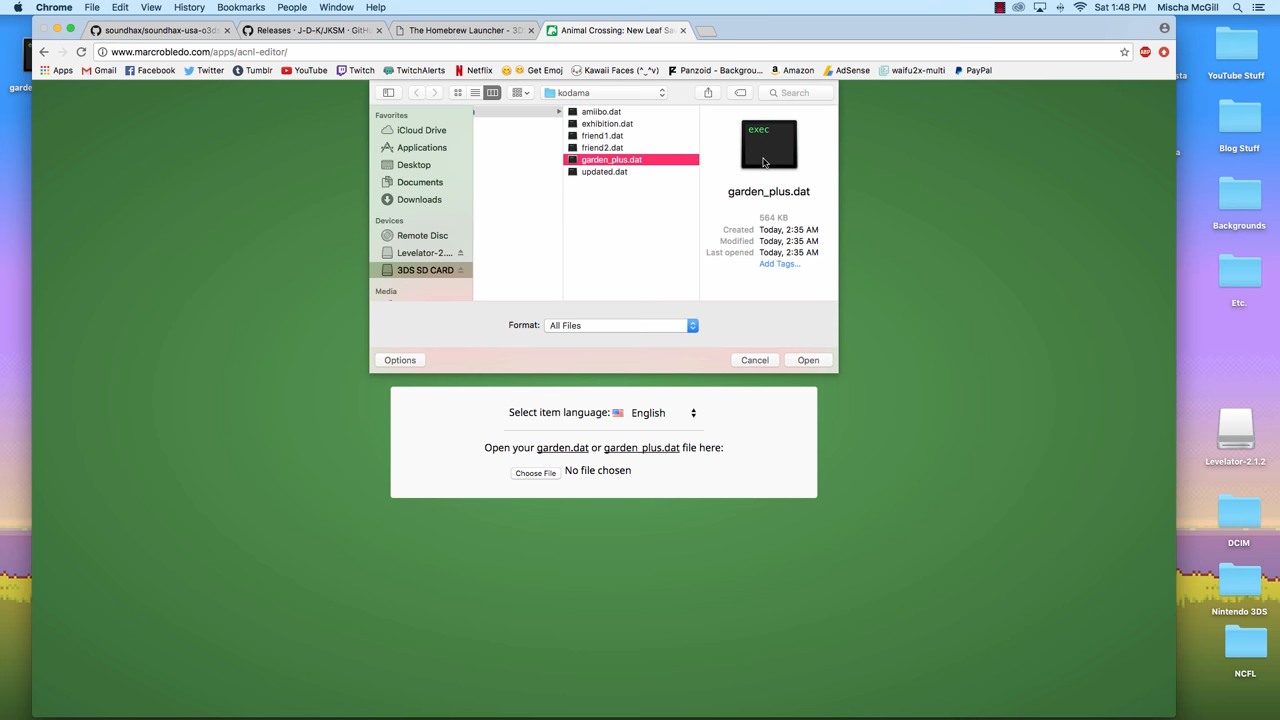 Chrome File Edit View History Bookmarks People Window Help Sat 1:48 PM Mischa McGill
soundhax/soundhax-usa-o3ds
Releases · J-D-K/JKSM · GitH
The Homebrew Launcher - 3D
Animal Crossing: New Leaf Sa
www.marcrobledo.com/apps/acnl-editor/
ABP
Apps Gmail Facebook Twitter Tumblr YouTube Twitch TwitchAlerts Netflix Get Emoj Kawaii Faces (^_^v) Panzoid - Backgrou... Amazon AdSense waifu2x-multi PayPal
kodama
Search
Favorites
iCloud Drive
Applications
Desktop
Documents
Downloads
Devices
Remote Disc
Levelator-2....
3DS SD CARD
Media
amiibo.dat
exhibition.dat
friend1.dat
friend2.dat
garden_plus.dat
updated.dat
exec
garden_plus.dat
564 KB
Created Today, 2:35 AM
Modified Today, 2:35 AM
Last opened Today, 2:35 AM
Add Tags...
Format: All Files
Options Cancel Open
Select item language: English
Open your garden.dat or garden_plus.dat file here:
Choose File No file chosen
garde
YouTube Stuff
Blog Stuff
Backgrounds
Etc.
Levelator-2.1.2
DCIM
Nintendo 3DS
NCFL